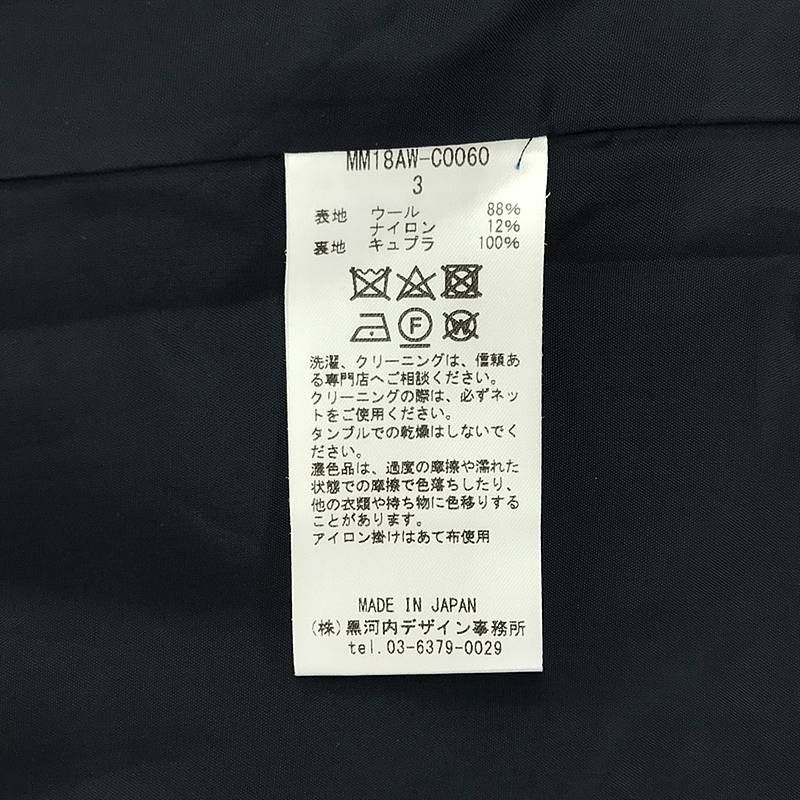 MM18AW-C0060
3
表地 ウール 88%
ナイロン 12%
裏地 キュプラ 100%
F W
洗濯、クリーニングは、信頼あ
る専門店へご相談ください。
クリーニングの際は、必ずネッ
トをご使用ください。
タンブルでの乾燥はしないでく
ださい。
濃色品は、過度の摩擦や濡れた
状態での摩擦で色落ちしたり、
他の衣類や持ち物に色移りする
ことがあります。
アイロン掛けはあて布使用
MADE IN JAPAN
(株)黒河内デザイン事務所
tel.03-6379-0029